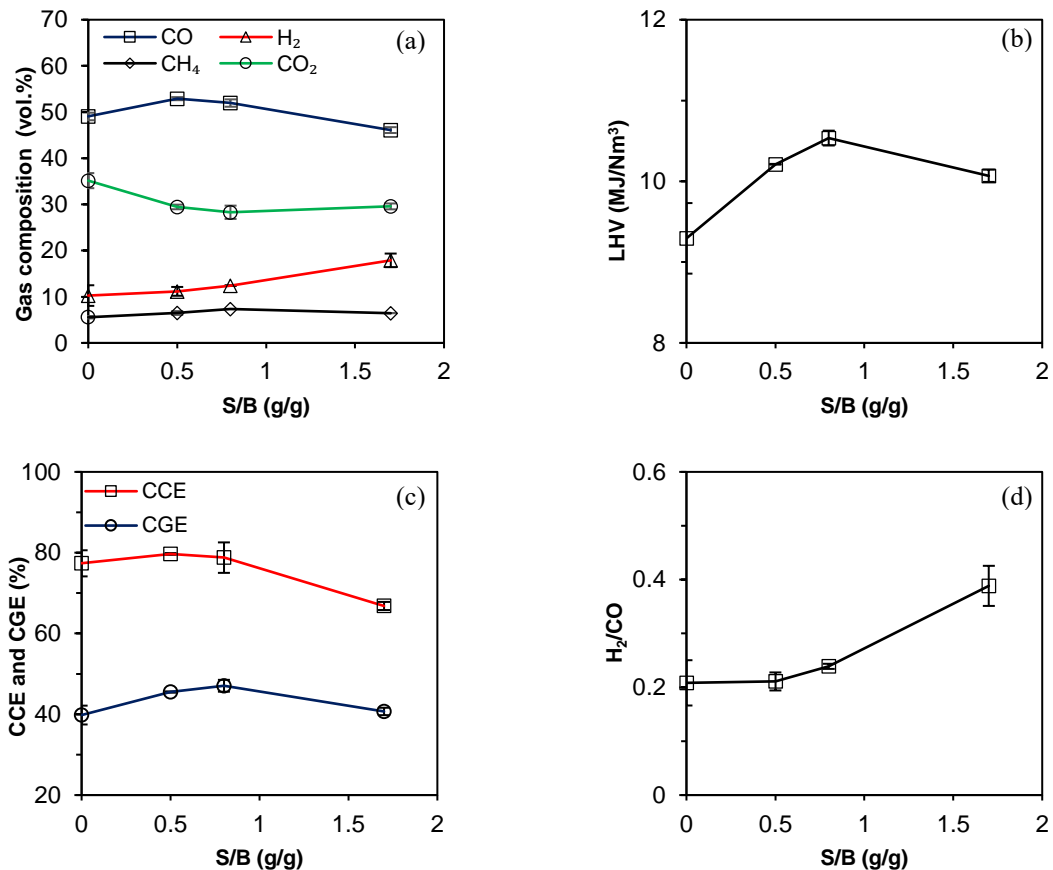 (a)
CO
H₂
CH₄
CO₂
Gas composition (vol.%)
70
60
50
40
30
20
10
0
0 0.5 1 1.5 2
S/B (g/g)
(b)
LHV (MJ/Nm³)
12
10
8
0 0.5 1 1.5 2
S/B (g/g)
(c)
CCE
CGE
CCE and CGE (%)
100
80
60
40
20
0 0.5 1 1.5 2
S/B (g/g)
(d)
H₂/CO
0.6
0.4
0.2
0
0 0.5 1 1.5 2
S/B (g/g)